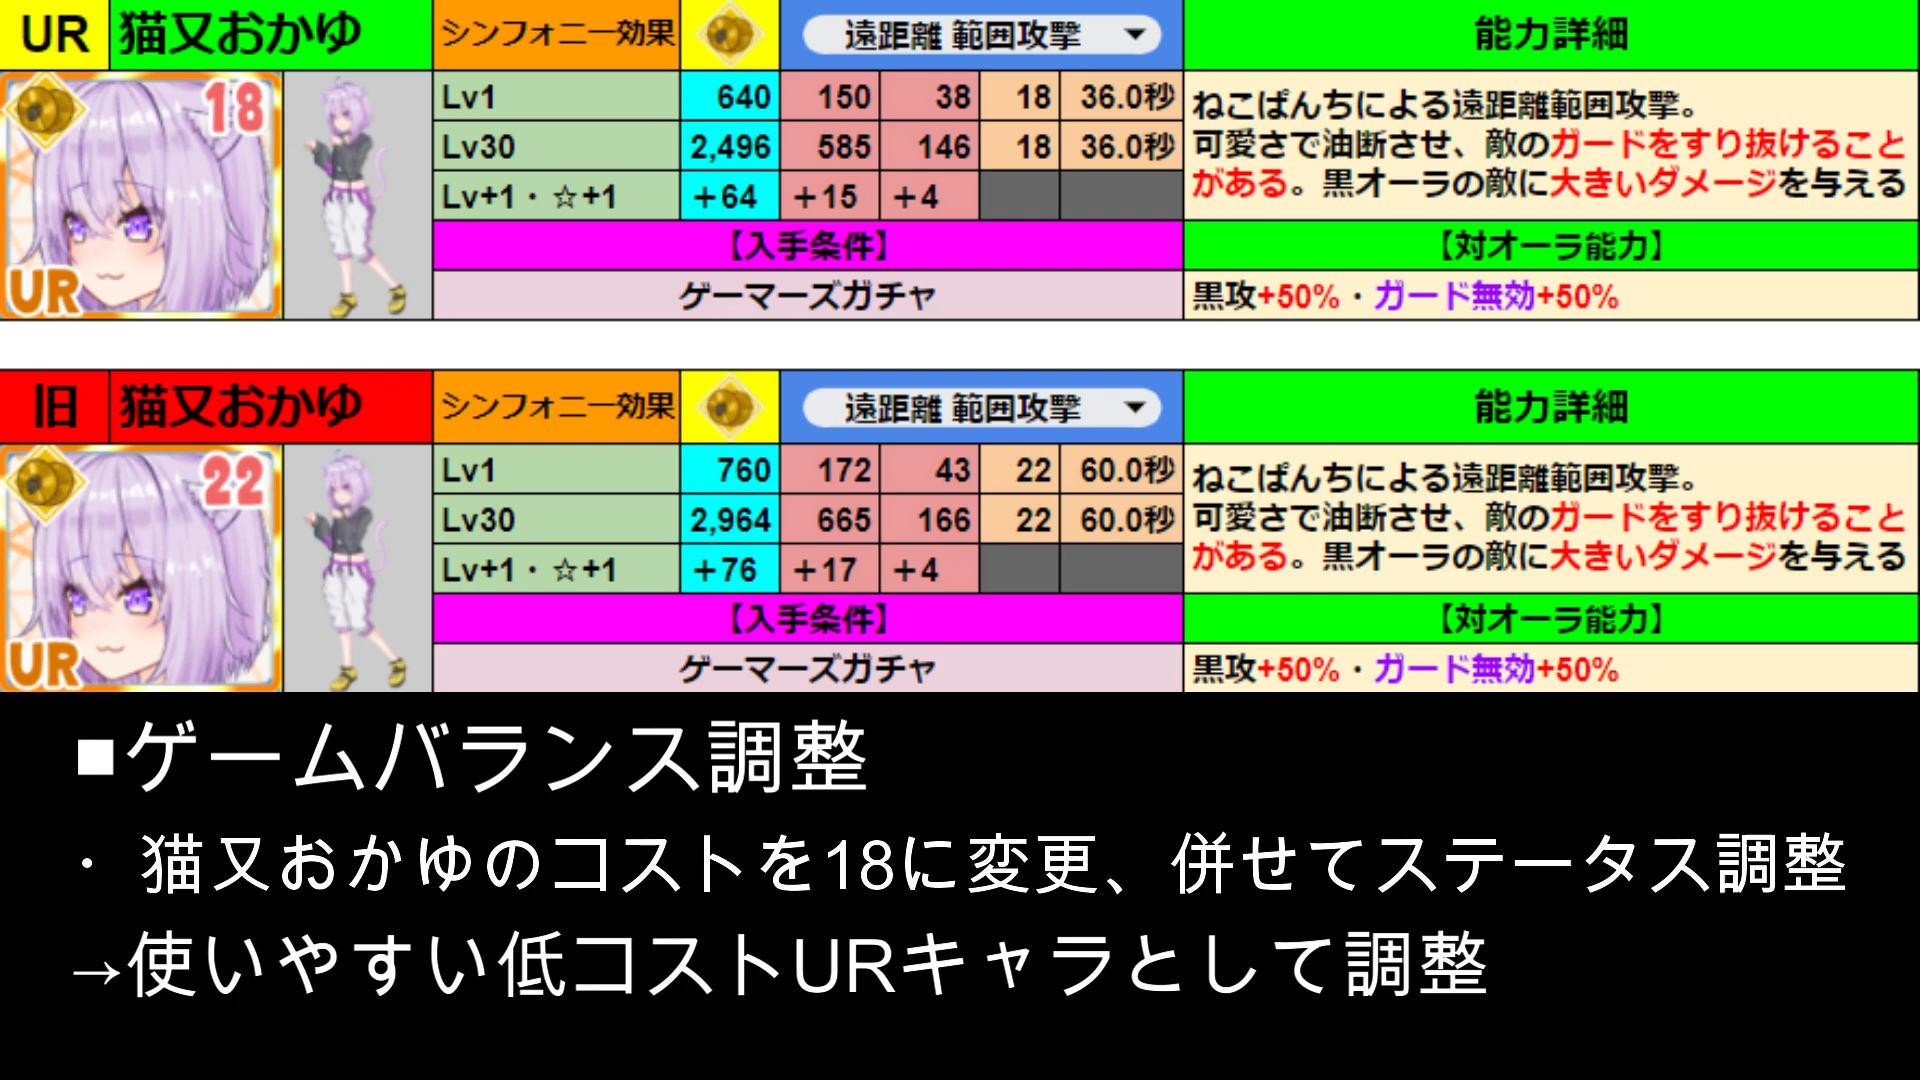 UR 猫又おかゆ シンフォニー効果 遠距離 範囲攻撃 能力詳細
18
UR
Lv1 640 150 38 18 36.0秒
Lv30 2,496 585 146 18 36.0秒
Lv+1・☆+1 +64 +15 +4
ねこぱんちによる遠距離範囲攻撃。
可愛さで油断させ、敵のガードをすり抜けること
がある。黒オーラの敵に大きいダメージを与える
【入手条件】 【対オーラ能力】
ゲーマーズガチャ 黒攻+50%・ガード無効+50%
旧 猫又おかゆ シンフォニー効果 遠距離 範囲攻撃 能力詳細
22
UR
Lv1 760 172 43 22 60.0秒
Lv30 2,964 665 166 22 60.0秒
Lv+1・☆+1 +76 +17 +4
ねこぱんちによる遠距離範囲攻撃。
可愛さで油断させ、敵のガードをすり抜けること
がある。黒オーラの敵に大きいダメージを与える
【入手条件】 【対オーラ能力】
ゲーマーズガチャ 黒攻+50%・ガード無効+50%
■ゲームバランス調整
・ 猫又おかゆのコストを18に変更、併せてステータス調整
→使いやすい低コストURキャラとして調整